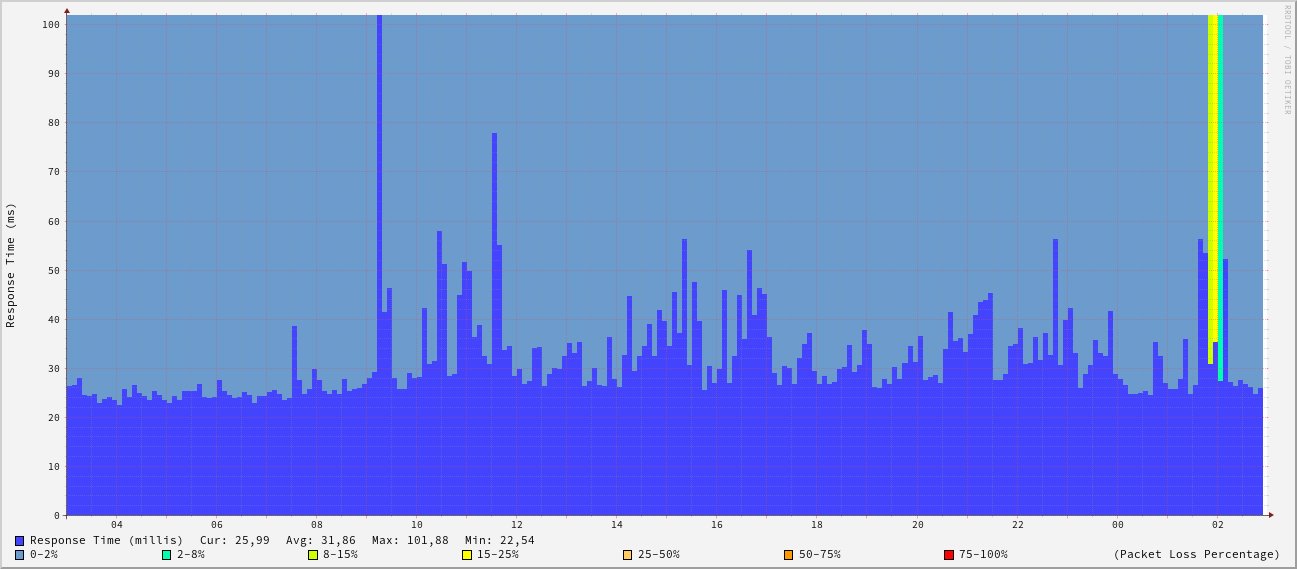 RRDTOOL / TOBI OETIKER
Response Time (ms)
100
90
80
70
60
50
40
30
20
10
0
04 06 08 10 12 14 16 18 20 22 00 02
Response Time (millis) Cur: 25,99 Avg: 31,86 Max: 101,88 Min: 22,54
0-2% 2-8% 8-15% 15-25% 25-50% 50-75% 75-100% (Packet Loss Percentage)